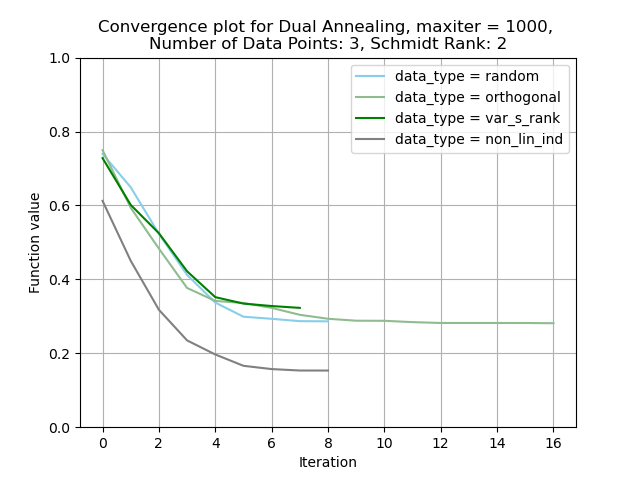 Convergence plot for Dual Annealing, maxiter = 1000,
Number of Data Points: 3, Schmidt Rank: 2
data_type = random
data_type = orthogonal
data_type = var_s_rank
data_type = non_lin_ind
1.0
0.8
0.6
0.4
0.2
0.0
Function value
0 2 4 6 8 10 12 14 16
Iteration